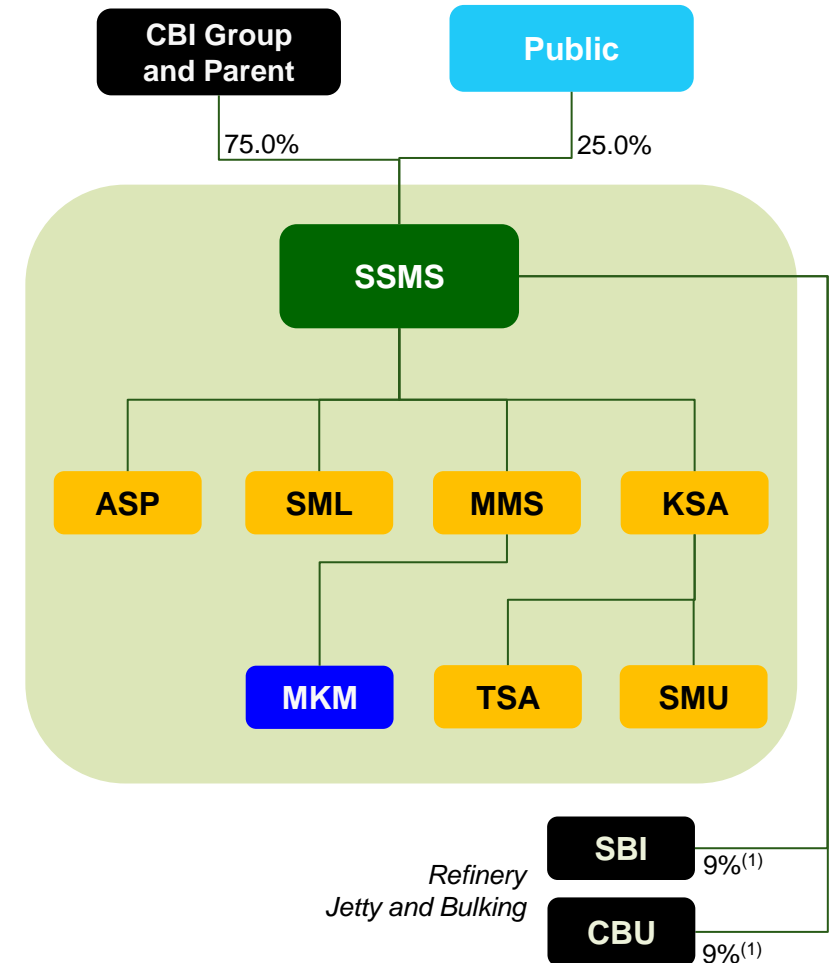 CBI Group
and Parent
Public
75.0%
25.0%
SSMS
ASP
SML
MMS
KSA
MKM
TSA
SMU
SBI
9%(1)
Refinery
Jetty and Bulking
CBU
9%(1)